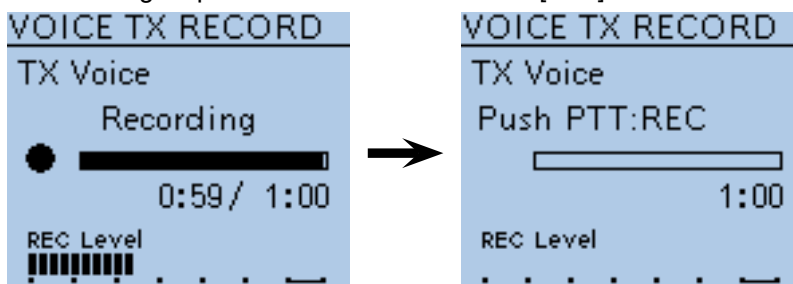 VOICE TX RECORD
TX Voice
Recording
0:59/ 1:00
REC Level
VOICE TX RECORD
TX Voice
Push PTT:REC
1:00
REC Level